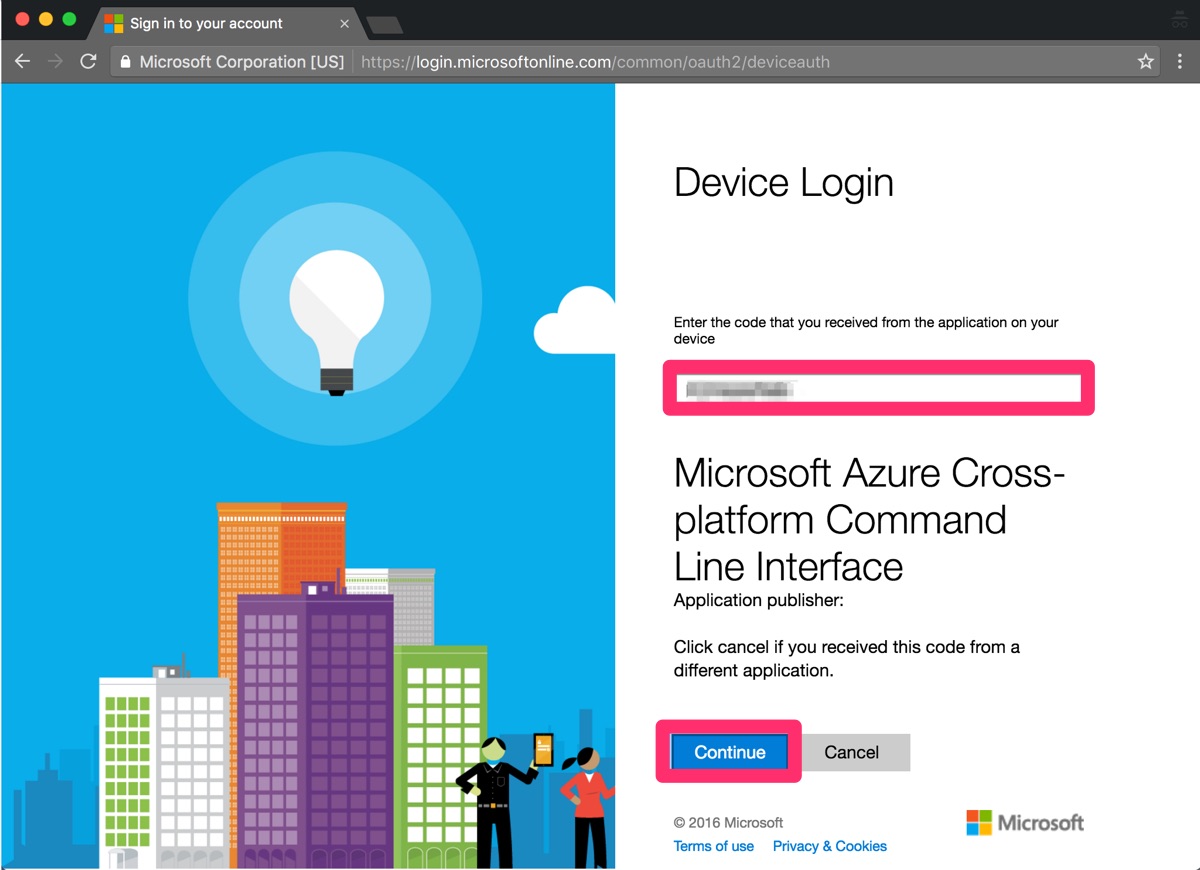 Sign in to your account
Microsoft Corporation [US] https://login.microsoftonline.com/common/oauth2/deviceauth
Device Login
Enter the code that you received from the application on your
device
Microsoft Azure Cross-
platform Command
Line Interface
Application publisher:
Click cancel if you received this code from a
different application.
Continue Cancel
© 2016 Microsoft
Terms of use Privacy & Cookies
Microsoft